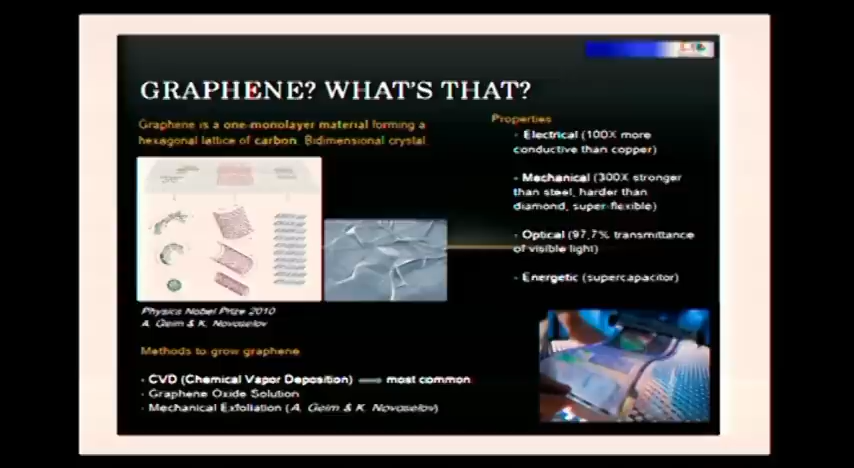 GRAPHENE? WHAT'S THAT?
Graphene is a one-monolayer material forming a
hexagonal lattice of carbon. Bidimensional crystal.
Properties
- Electrical (100X more
conductive than copper)
- Mechanical (300X stronger
than steel, harder than
diamond, super-flexible)
- Optical (97,7% transmittance
of visible light)
- Energetic (supercapacitor)
Physics Nobel Prize 2010
A. Geim & K. Novoselov
Methods to grow graphene
- CVD (Chemical Vapor Deposition) most common
- Graphene Oxide Solution
- Mechanical Exfoliation (A. Geim & K. Novoselov)